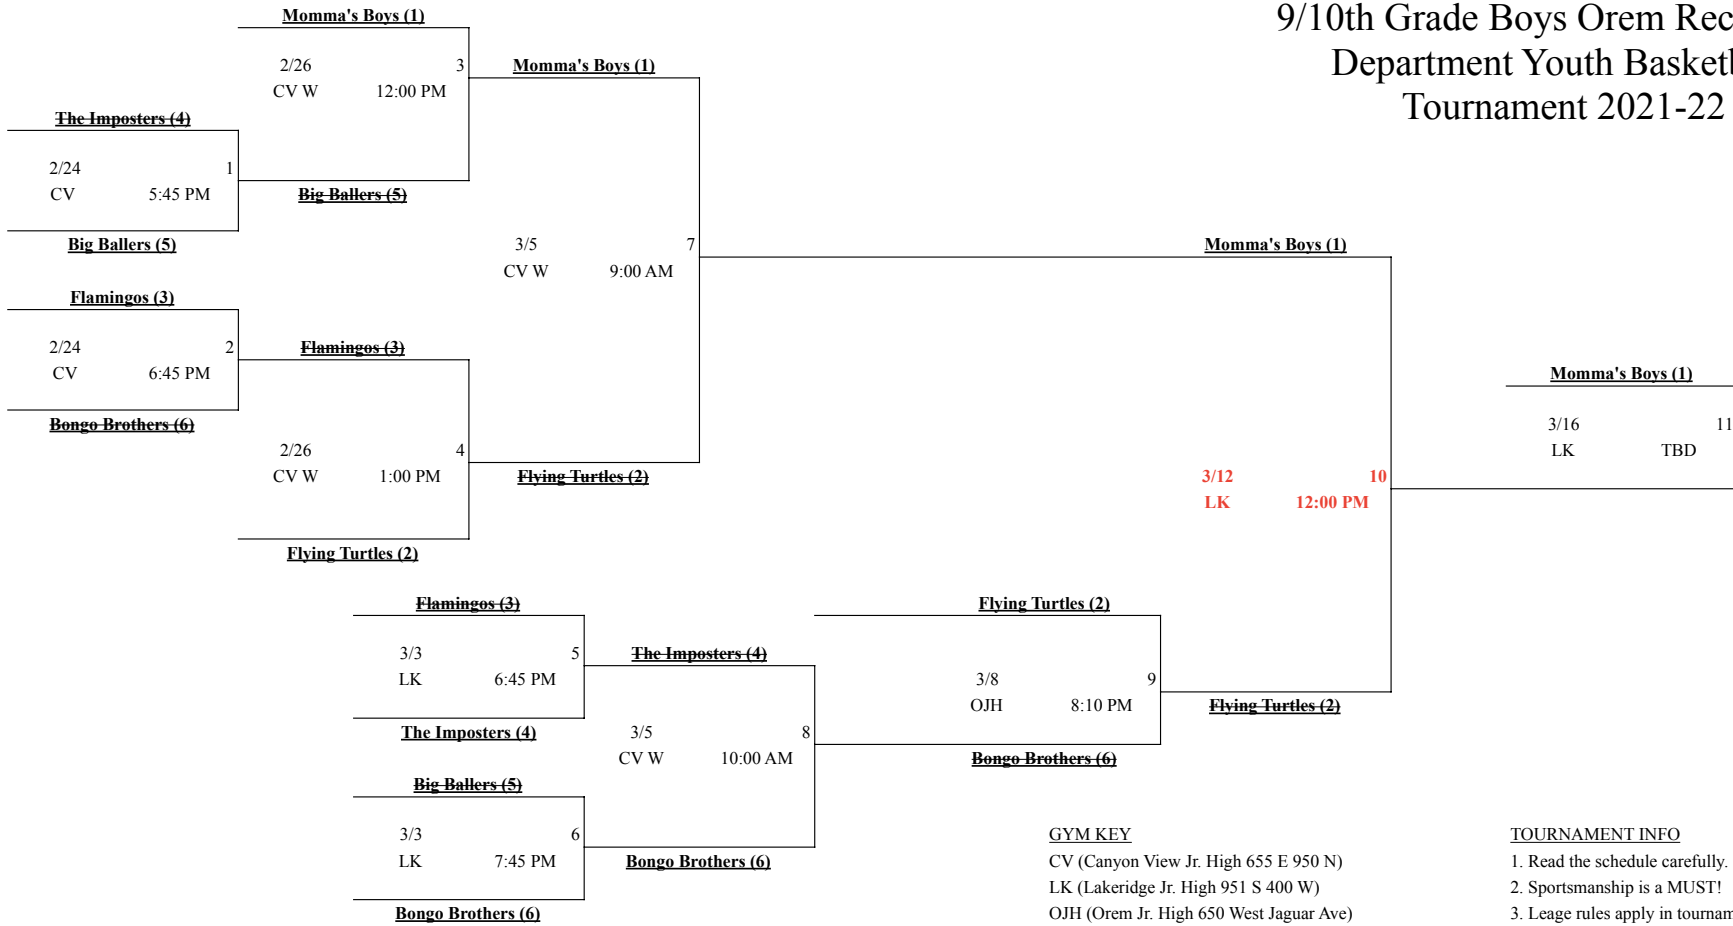 9/10th Grade Boys Orem Rec
Department Youth Basketb
Tournament 2021-22
Momma's Boys (1)
2/26 3
CV W 12:00 PM
Momma's Boys (1)
The Imposters (4)
2/24 1
CV 5:45 PM
Big Ballers (5)
Big Ballers (5)
3/5 7
CV W 9:00 AM
Momma's Boys (1)
Flamingos (3)
2/24 2
CV 6:45 PM
Flamingos (3)
Bongo Brothers (6)
2/26 4
CV W 1:00 PM
Flying Turtles (2)
Flying Turtles (2)
Momma's Boys (1)
3/16 11
LK TBD
3/12 10
LK 12:00 PM
Flamingos (3)
3/3 5
LK 6:45 PM
The Imposters (4)
The Imposters (4)
3/5 8
CV W 10:00 AM
Flying Turtles (2)
3/8 9
OJH 8:10 PM
Flying Turtles (2)
Bongo Brothers (6)
Big Ballers (5)
3/3 6
LK 7:45 PM
Bongo Brothers (6)
Bongo Brothers (6)
GYM KEY
CV (Canyon View Jr. High 655 E 950 N)
LK (Lakeridge Jr. High 951 S 400 W)
OJH (Orem Jr. High 650 West Jaguar Ave)
TOURNAMENT INFO
1. Read the schedule carefully.
2. Sportsmanship is a MUST!
3. Leage rules apply in tournam